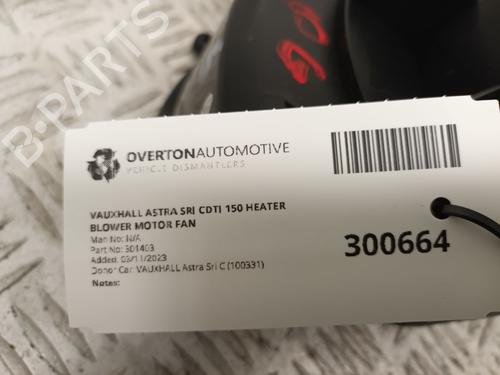 B-PARTS
OVERTONAUTOMOTIVE
VEHICLE DISMANTLERS
VAUXHALL ASTRA SRI CDTI 150 HEATER
BLOWER MOTOR FAN
Man No: N/A
Part No: 301403
Added: 03/11/2023
Donor Car: VAUXHALL Astra Sri C (100331)
Notes:
300664